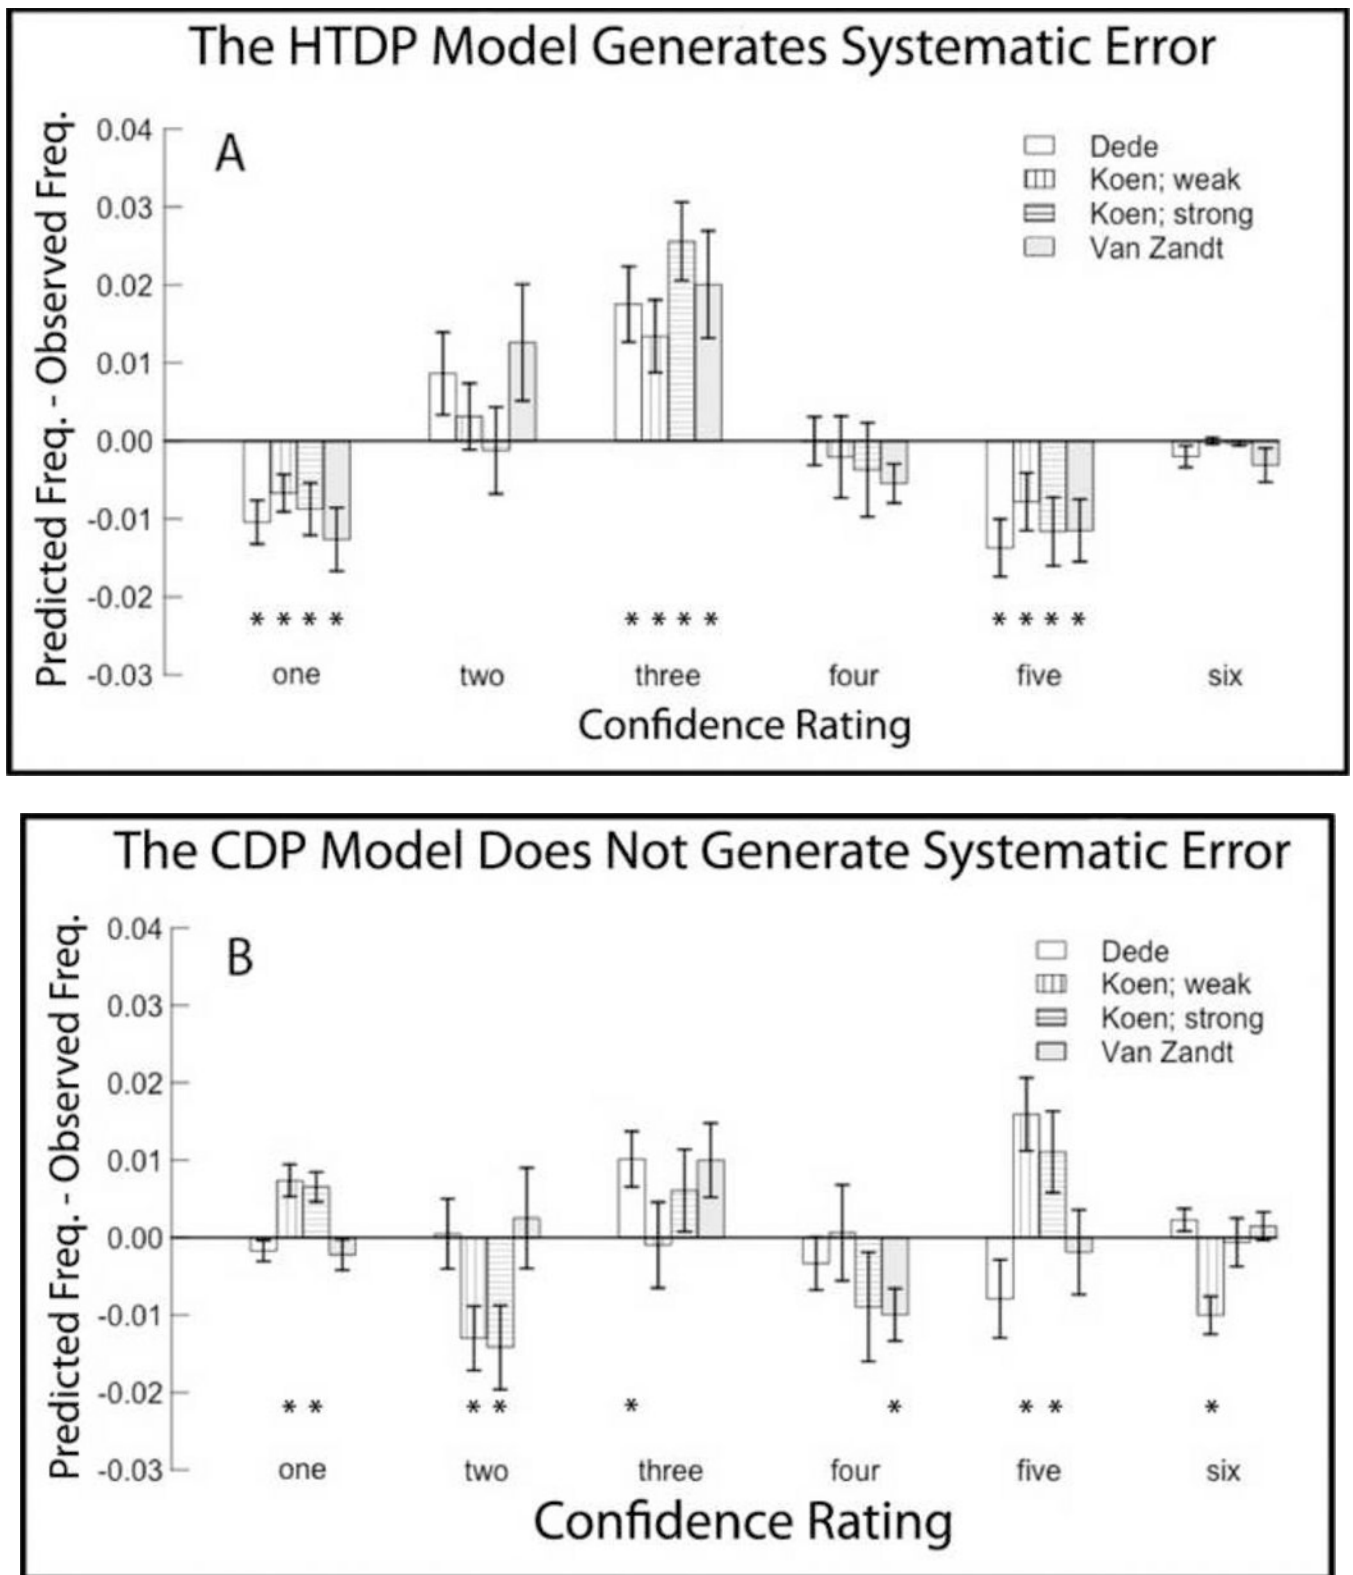 The HTDP Model Generates Systematic Error
A
Predicted Freq. - Observed Freq.
0.04
0.03
0.02
0.01
0.00
-0.01
-0.02
-0.03
Dede
Koen; weak
Koen; strong
Van Zandt
* * * * * * * * * * * *
one two three four five six
Confidence Rating
The CDP Model Does Not Generate Systematic Error
B
Predicted Freq. - Observed Freq.
0.04
0.03
0.02
0.01
0.00
-0.01
-0.02
-0.03
Dede
Koen; weak
Koen; strong
Van Zandt
* * * * * * * * *
one two three four five six
Confidence Rating